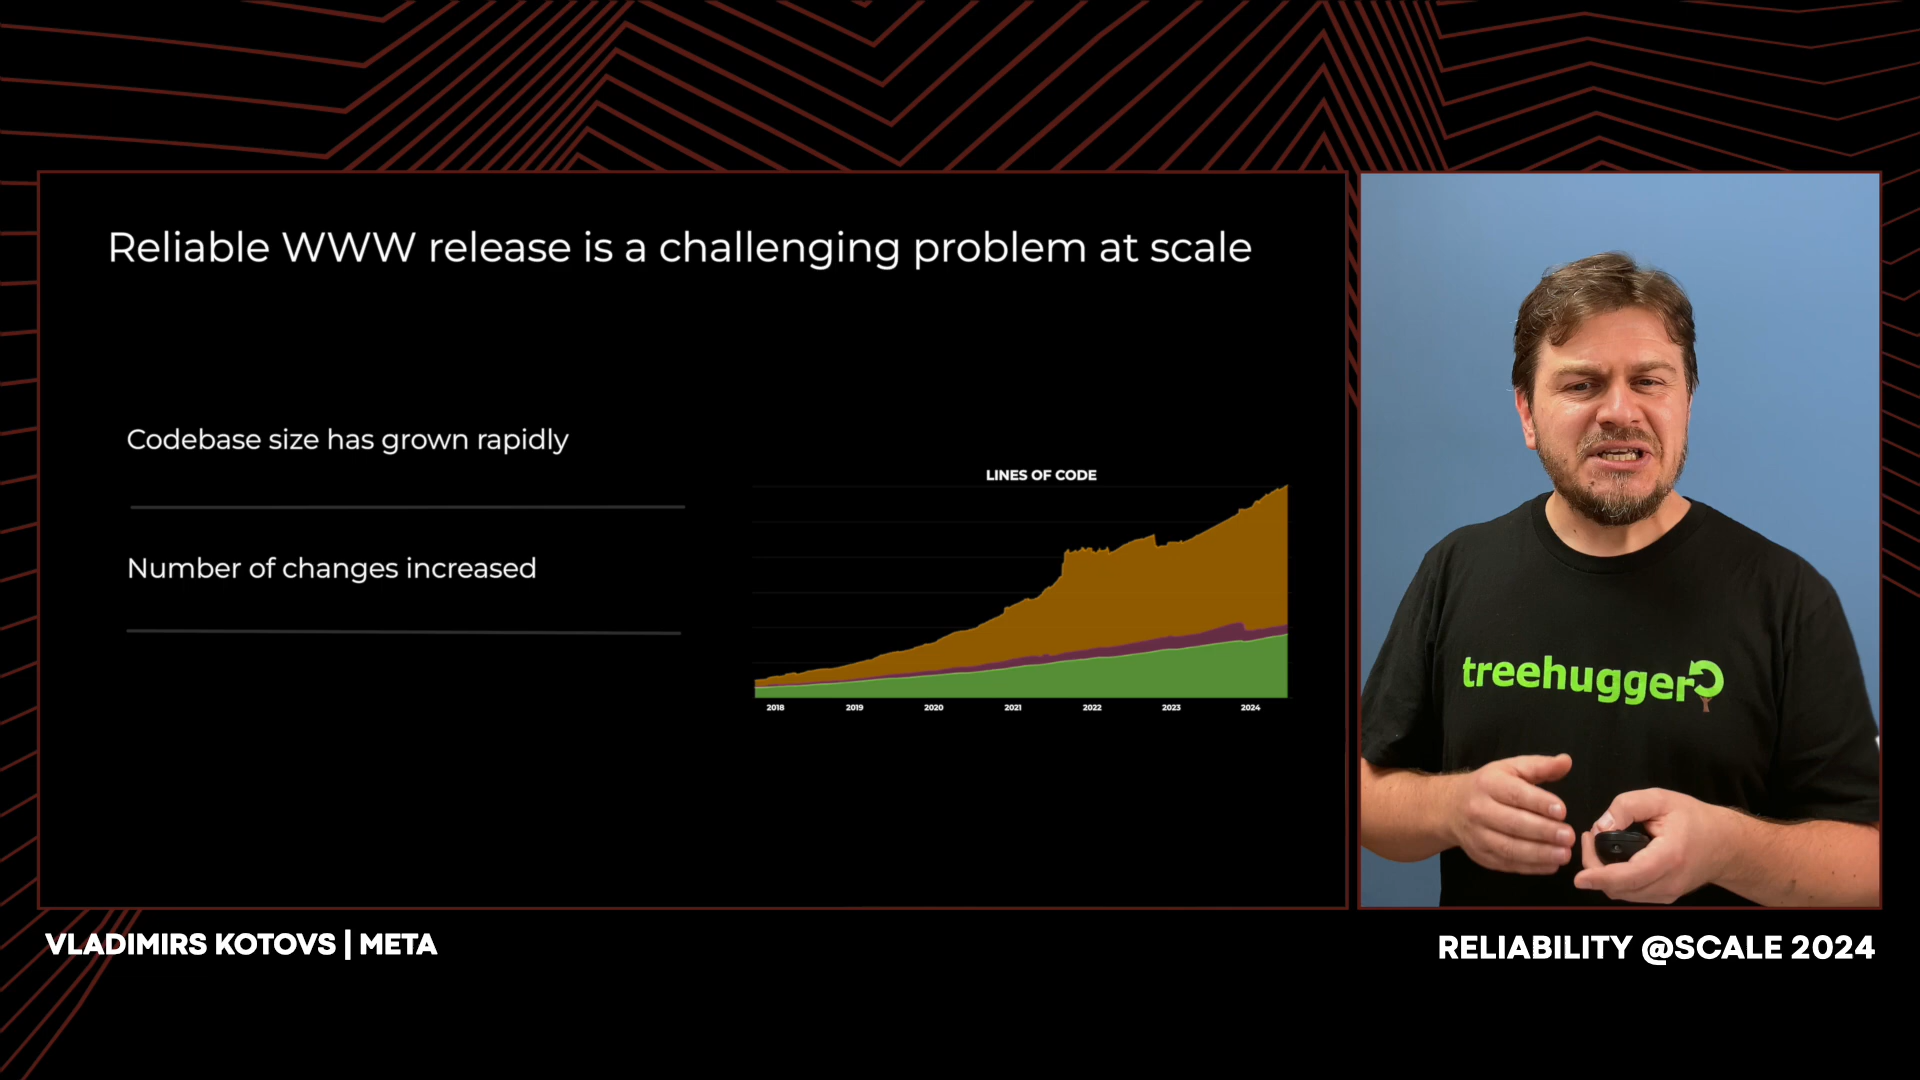 Reliable WWW release is a challenging problem at scale
Codebase size has grown rapidly
Number of changes increased
LINES OF CODE
2018 2019 2020 2021 2022 2023 2024
treehugger
VLADIMIRS KOTOVS | META
RELIABILITY @SCALE 2024